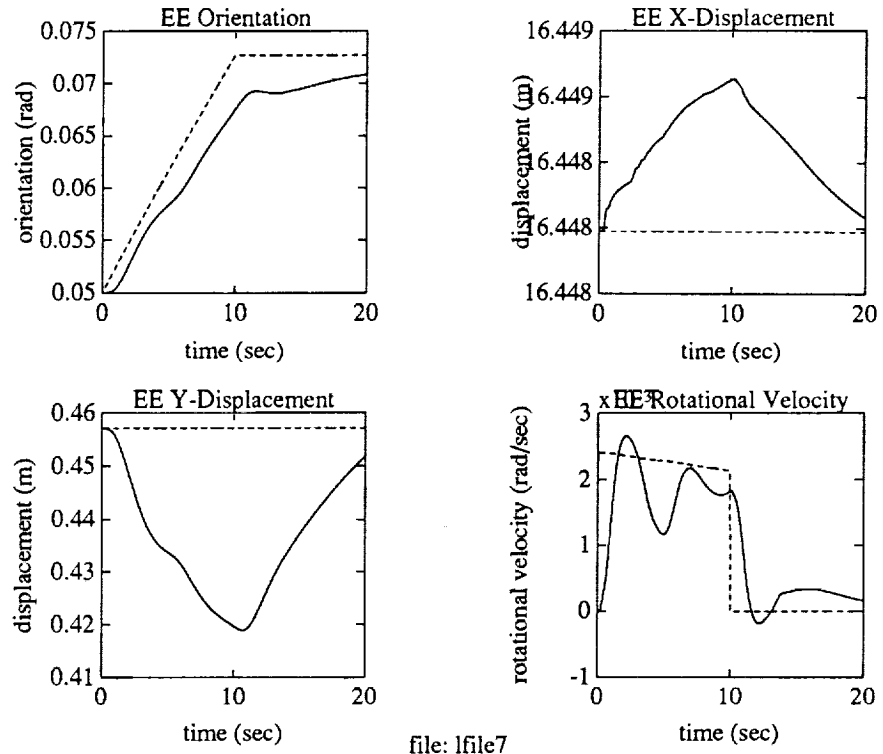 EE Orientation
0.075
0.07
0.065
0.06
0.055
0.05
0
10
20
orientation (rad)
time (sec)
EE X-Displacement
16.449
16.449
16.448
16.448
16.448
0
10
20
displacement (m)
time (sec)
EE Y-Displacement
0.46
0.45
0.44
0.43
0.42
0.41
0
10
20
displacement (m)
time (sec)
EE Rotational Velocity
3
2
1
0
-1
0
10
20
rotational velocity (rad/sec)
time (sec)
file: lfile7